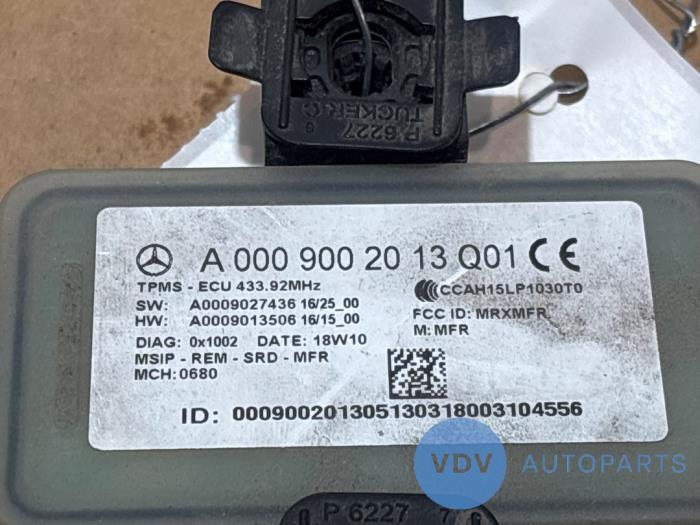 P 6227 6
TUCKER C
A 000 900 20 13 Q01 CE
TPMS - ECU 433.92MHz
SW: A0009027436 16/25_00
HW: A0009013506 16/15_00
CCAH15LP1030T0
FCC ID: MRXMFR
M: MFR
DIAG: 0x1002 DATE: 18W10
MSIP - REM - SRD - MFR
MCH: 0680
ID: 000900201305130318003104556
VDV AUTOPARTS
P 6227